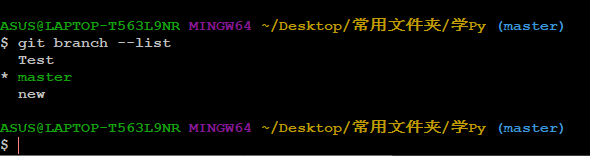 ASUS@LAPTOP-T563L9NR MINGW64 ~/Desktop/常用文件夹/学Py (master)
$ git branch --list
  Test
* master
  new
ASUS@LAPTOP-T563L9NR MINGW64 ~/Desktop/常用文件夹/学Py (master)
$